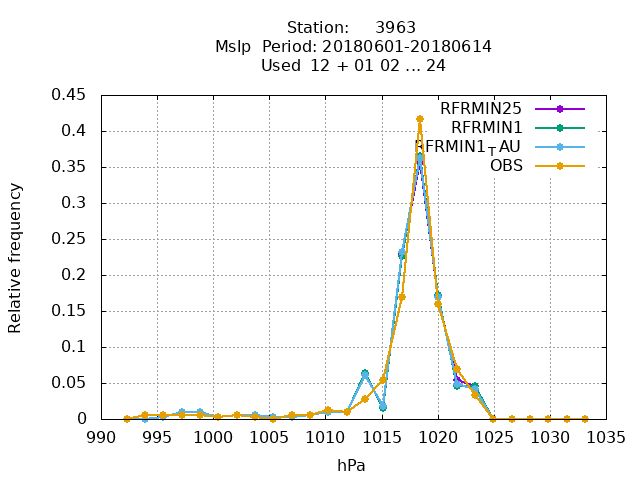 Station:     3963
Mslp  Period: 20180601-20180614
Used  12 + 01 02 ... 24
RFRMIN25
RFRMIN1
RFRMIN1TAU
OBS
Relative frequency
0.45
0.4
0.35
0.3
0.25
0.2
0.15
0.1
0.05
0
990 995 1000 1005 1010 1015 1020 1025 1030 1035
hPa